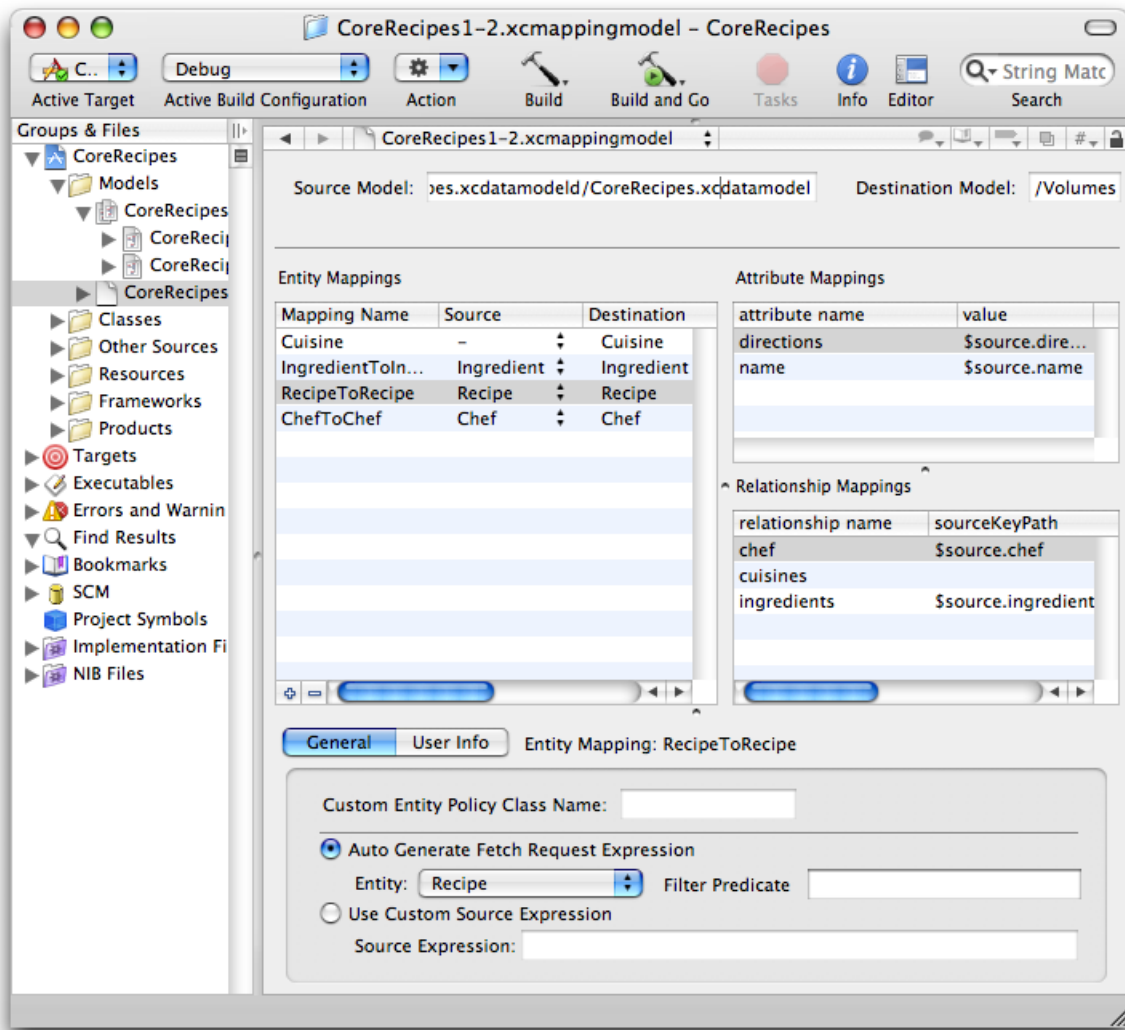 CoreRecipes1-2.xcmappingmodel – CoreRecipes
C.. Debug String Matc
Active Target Active Build Configuration Action Build Build and Go Tasks Info Editor Search
Groups & Files
CoreRecipes
Models
CoreRecipes
CoreReci
CoreReci
CoreRecipes
Classes
Other Sources
Resources
Frameworks
Products
Targets
Executables
Errors and Warnin
Find Results
Bookmarks
SCM
Project Symbols
Implementation Fi
NIB Files
CoreRecipes1-2.xcmappingmodel #
Source Model: pes.xcdatamodeld/CoreRecipes.xcdatamodel Destination Model: /Volumes
Entity Mappings
Mapping Name Source Destination
Cuisine – Cuisine
IngredientToIn... Ingredient Ingredient
RecipeToRecipe Recipe Recipe
ChefToChef Chef Chef
Attribute Mappings
attribute name value
directions $source.dire...
name $source.name
Relationship Mappings
relationship name sourceKeyPath
chef $source.chef
cuisines
ingredients $source.ingredient
General User Info Entity Mapping: RecipeToRecipe
Custom Entity Policy Class Name:
Auto Generate Fetch Request Expression
Entity: Recipe Filter Predicate
Use Custom Source Expression
Source Expression: